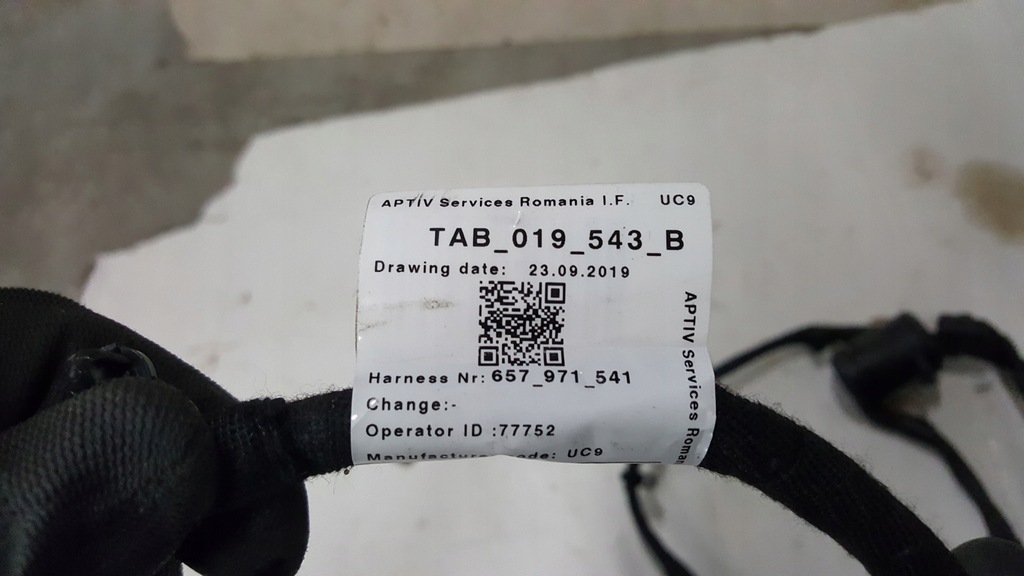 APTIV Services Romania I.F. UC9
TAB_019_543_B
Drawing date: 23.09.2019
Harness Nr: 657_971_541
Change:-
Operator ID :77752
UC9
APTIV Services